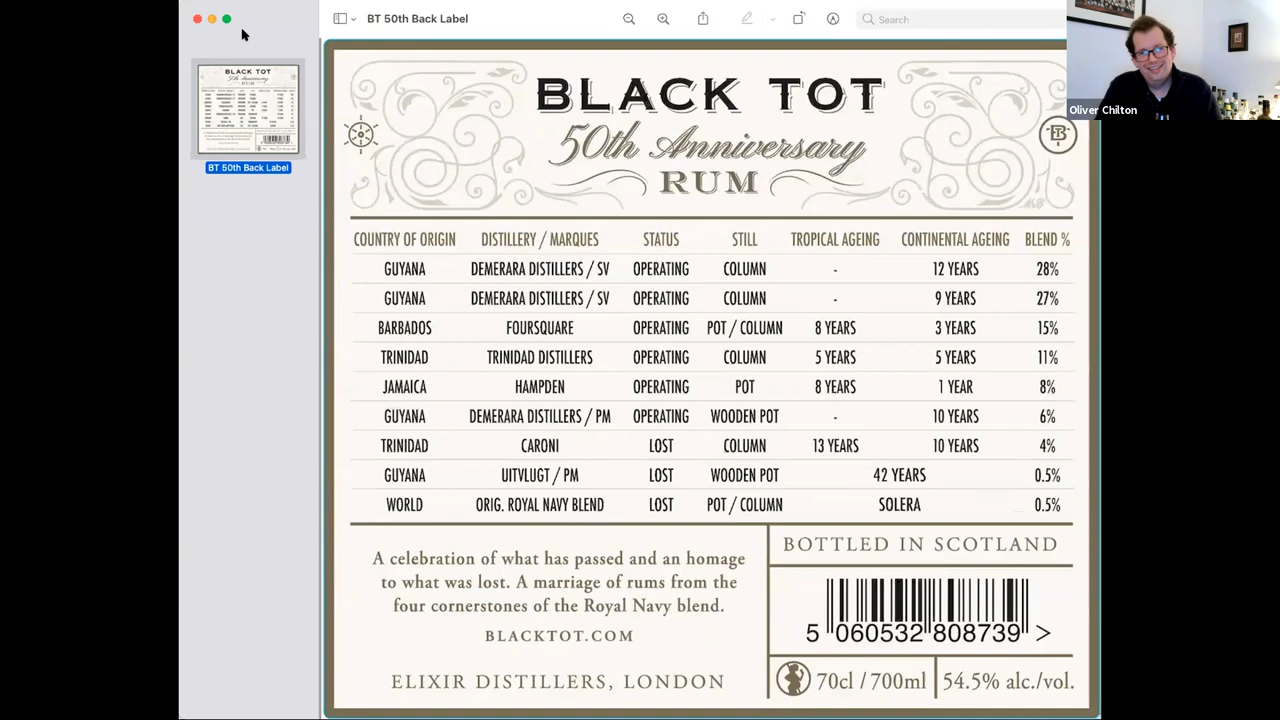 BT 50th Back Label
Search
Oliver Chilton
BT 50th Back Label
BLACK TOT
50th Anniversary
RUM
COUNTRY OF ORIGIN DISTILLERY / MARQUES STATUS STILL TROPICAL AGEING CONTINENTAL AGEING BLEND %
GUYANA DEMERARA DISTILLERS / SV OPERATING COLUMN - 12 YEARS 28%
GUYANA DEMERARA DISTILLERS / SV OPERATING COLUMN - 9 YEARS 27%
BARBADOS FOURSQUARE OPERATING POT / COLUMN 8 YEARS 3 YEARS 15%
TRINIDAD TRINIDAD DISTILLERS OPERATING COLUMN 5 YEARS 5 YEARS 11%
JAMAICA HAMPDEN OPERATING POT 8 YEARS 1 YEAR 8%
GUYANA DEMERARA DISTILLERS / PM OPERATING WOODEN POT - 10 YEARS 6%
TRINIDAD CARONI LOST COLUMN 13 YEARS 10 YEARS 4%
GUYANA UITVLUGT / PM LOST WOODEN POT 42 YEARS 0.5%
WORLD ORIG. ROYAL NAVY BLEND LOST POT / COLUMN SOLERA 0.5%
A celebration of what has passed and an homage
to what was lost. A marriage of rums from the
four cornerstones of the Royal Navy blend.
BLACKTOT.COM
ELIXIR DISTILLERS, LONDON
BOTTLED IN SCOTLAND
5 060532 808739 >
70cl / 700ml 54.5% alc./vol.